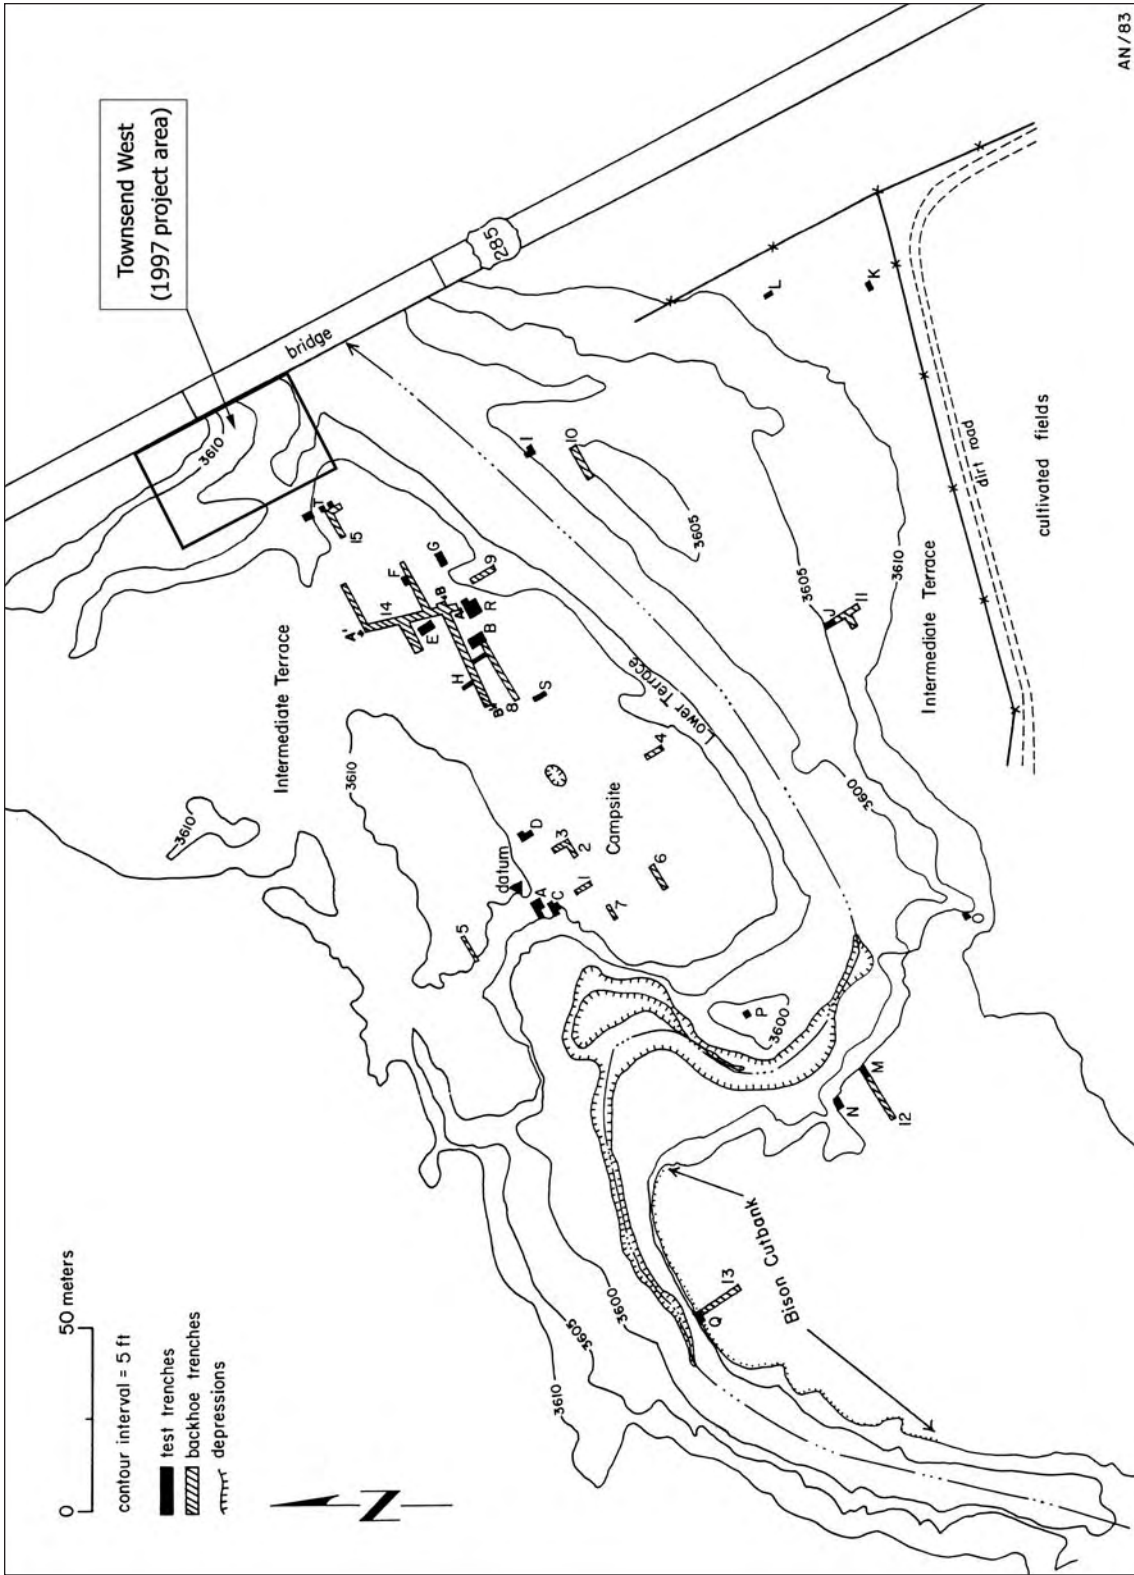 Townsend West
(1997 project area)
AN/83
285
bridge
3610
dirt road
cultivated fields
Intermediate Terrace
Intermediate Terrace
Lower Terrace
Campsite
datum
Bison Cutbank
3610
3610
3605
3605
3610
3600
3600
3600
3605
3610
A'
14
F
G
9
E
B
R
H
B'
8
S
T
15
I
10
L
K
J
11
4
D
3
2
1
A
C
7
6
5
P
O
M
N
12
Q
13
0
50 meters
contour interval = 5 ft
test trenches
backhoe trenches
depressions
N